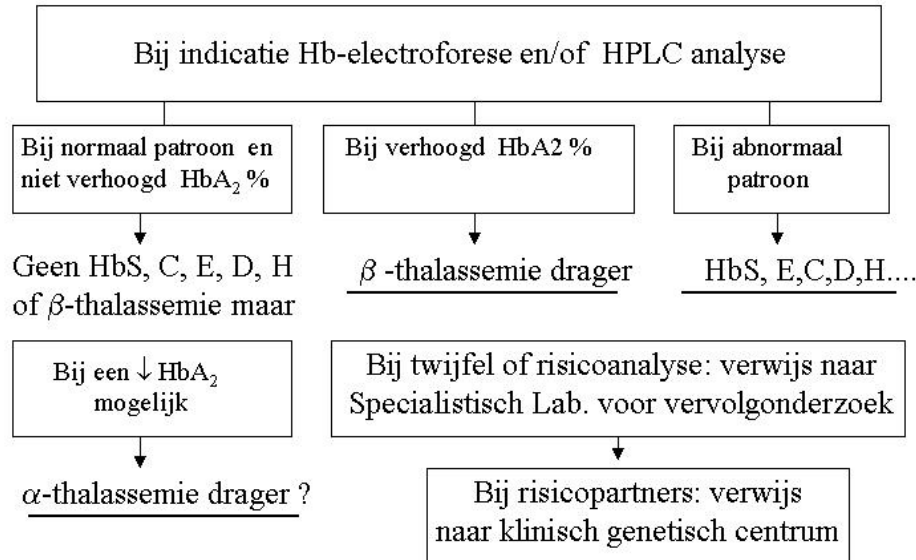 Bij indicatie Hb-electroforese en/of HPLC analyse
Bij normaal patroon en
niet verhoogd HbA₂ %
Bij verhoogd HbA2 %
Bij abnormaal
patroon
Geen HbS, C, E, D, H
of β-thalassemie maar
β -thalassemie drager
HbS, E,C,D,H....
Bij een ↓ HbA₂
mogelijk
α-thalassemie drager ?
Bij twijfel of risicoanalyse: verwijs naar
Specialistisch Lab. voor vervolgonderzoek
Bij risicopartners: verwijs
naar klinisch genetisch centrum